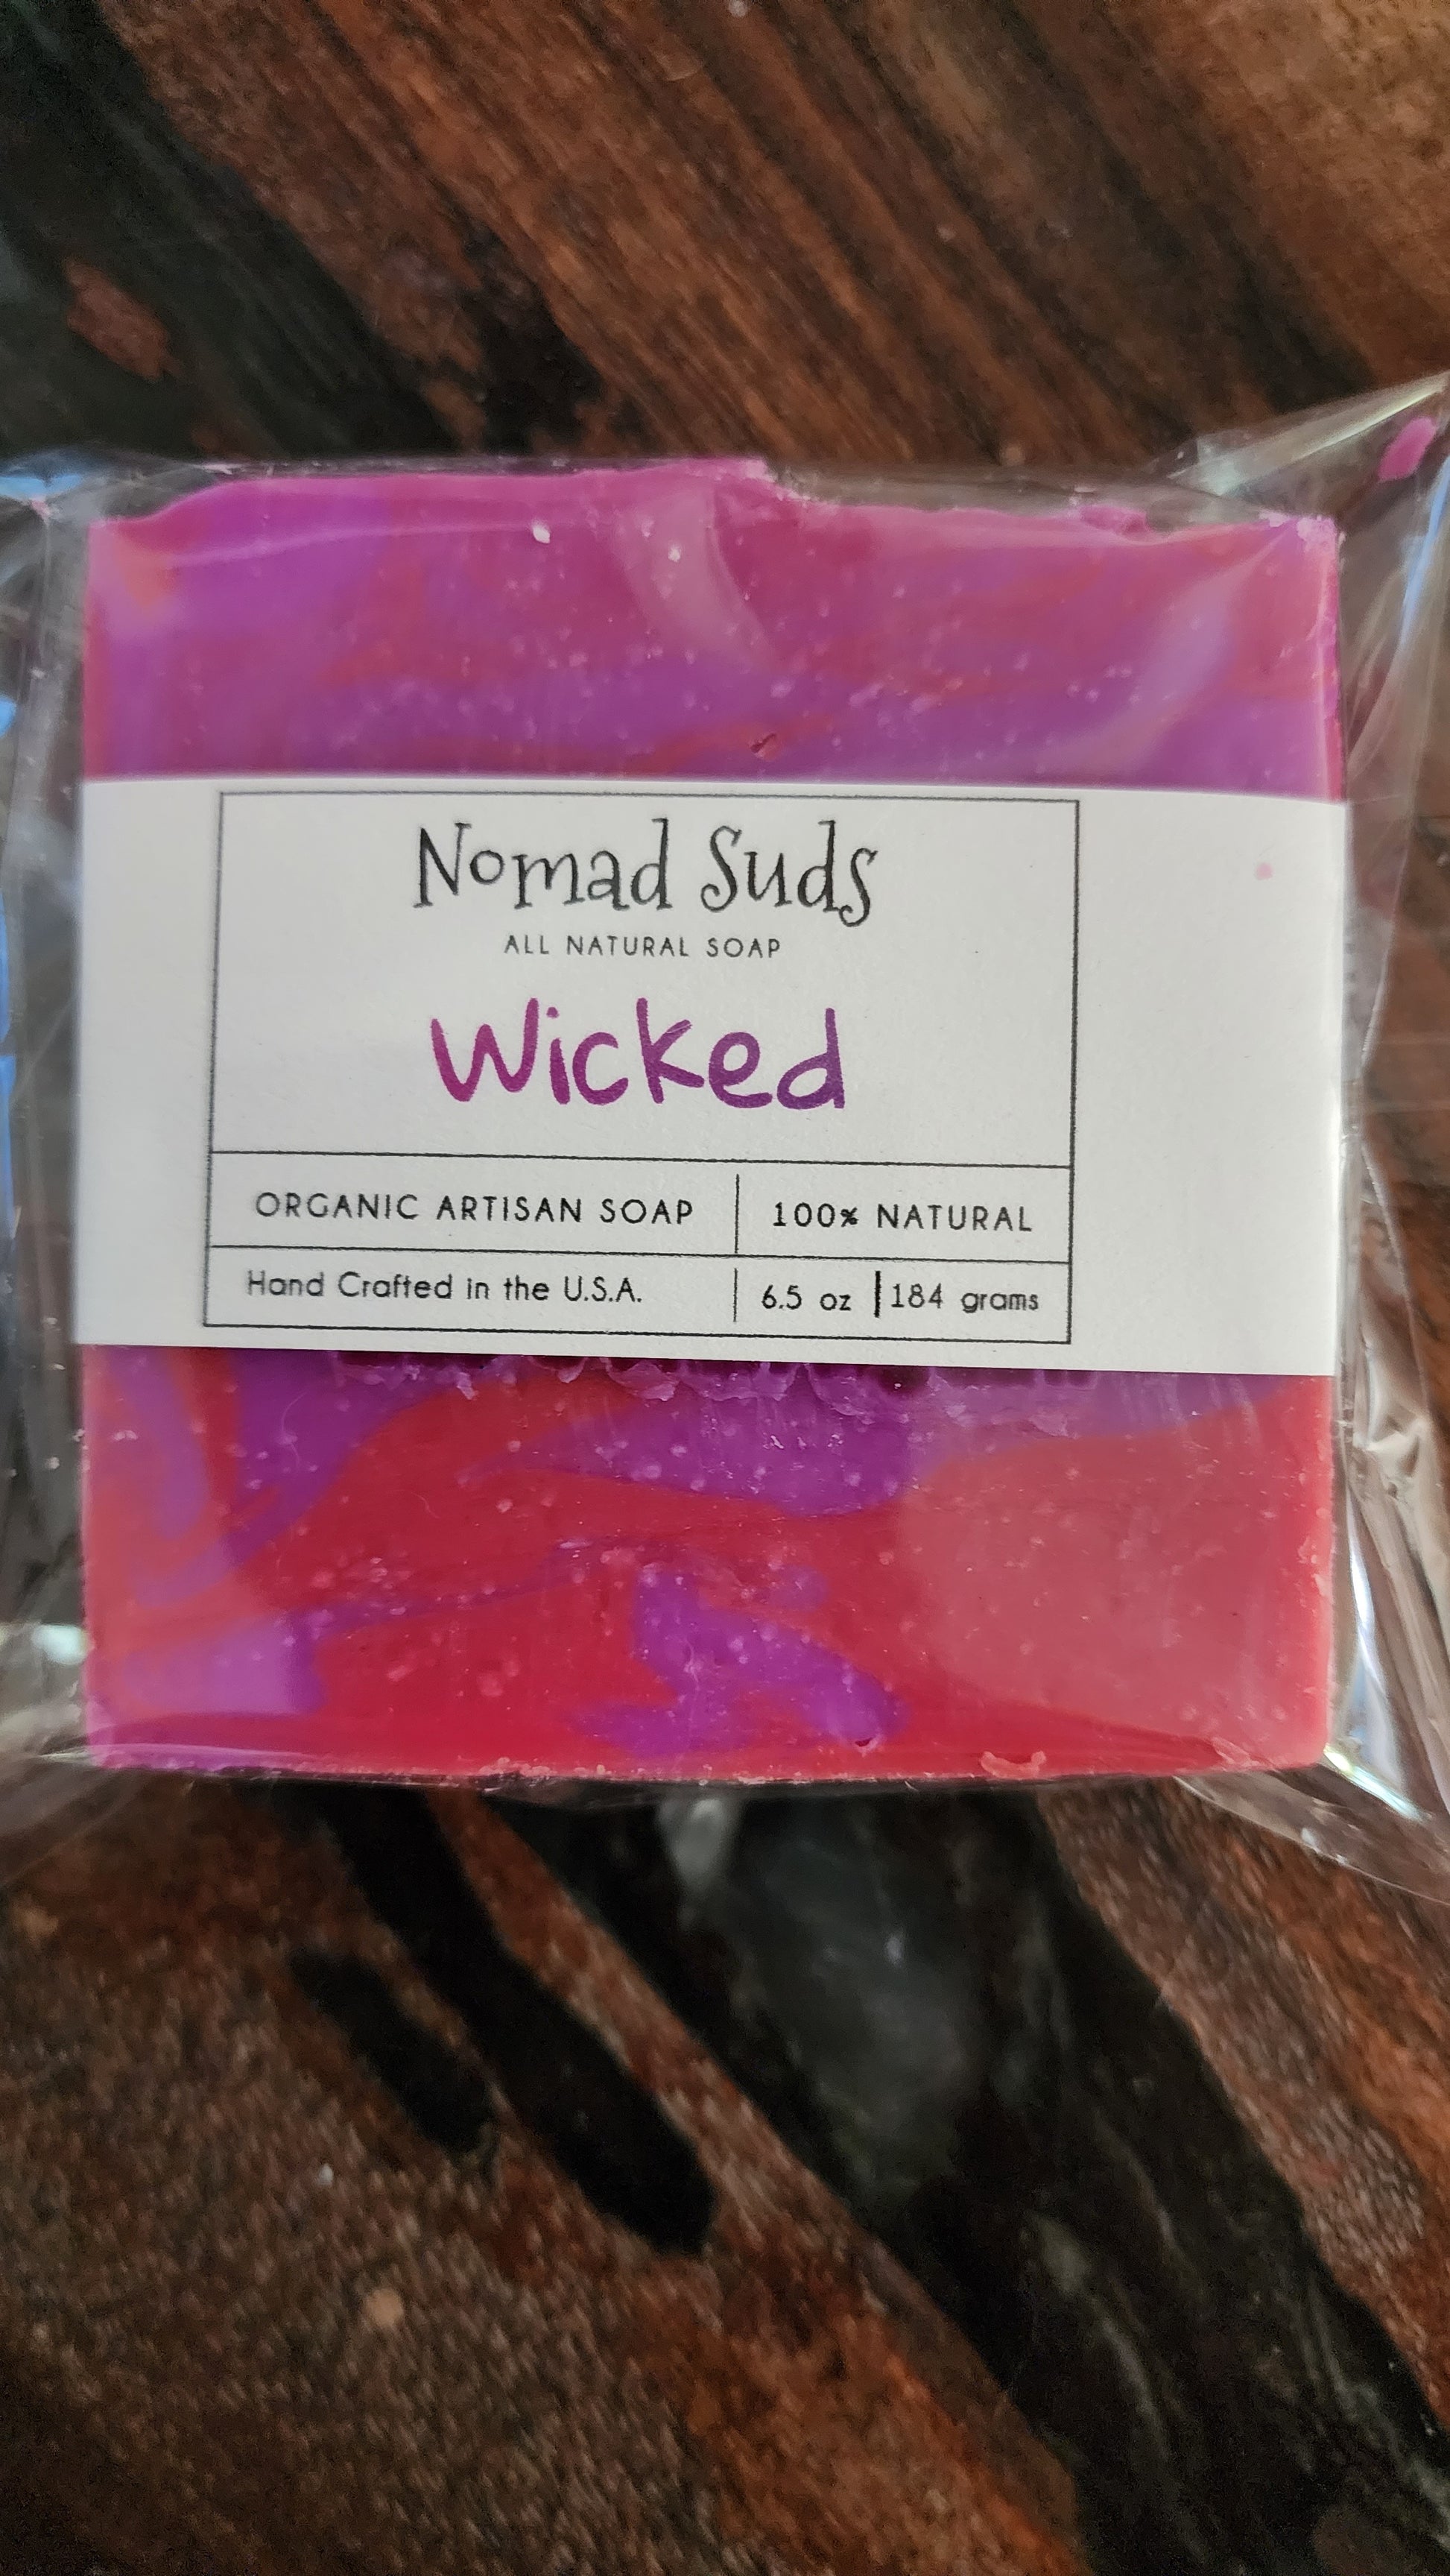 Nomad Suds
ALL NATURAL SOAP
Wicked
ORGANIC ARTISAN SOAP | 100% NATURAL
Hand Crafted in the U.S.A. | 6.5 oz | 184 grams